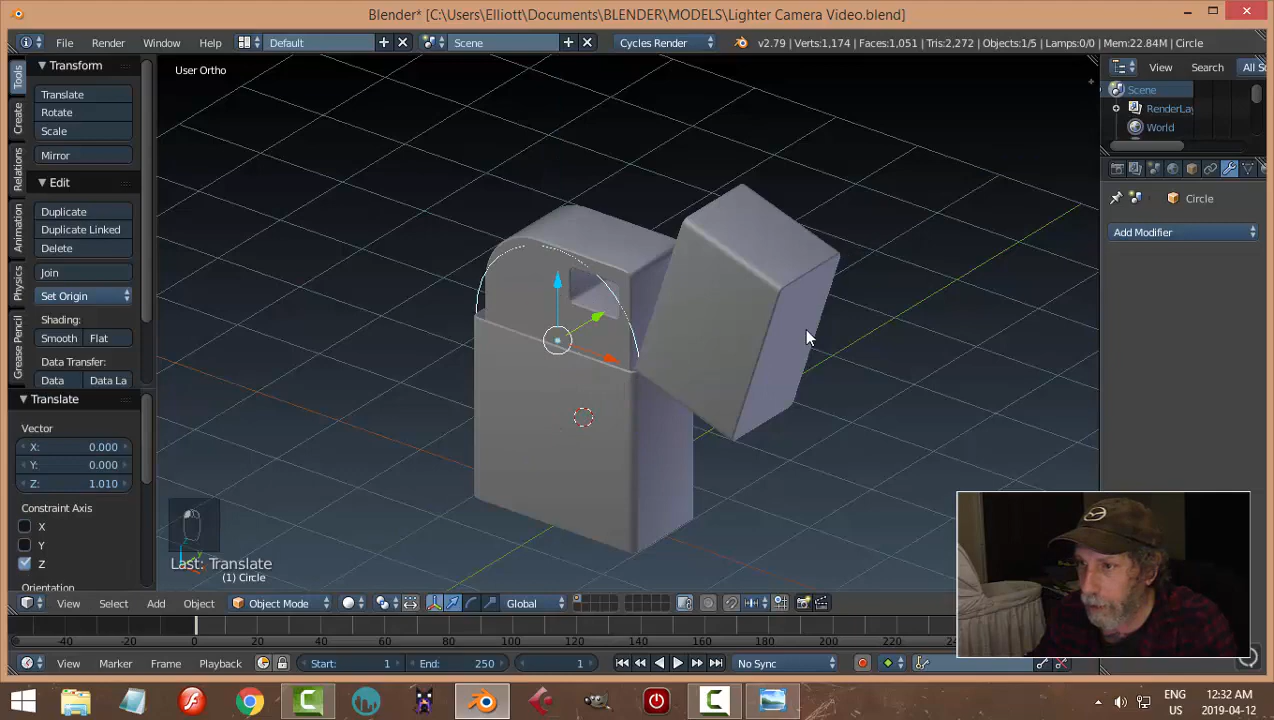 Blender* [C:\Users\Elliott\Documents\BLENDER\MODELS\Lighter Camera Video.blend]
File Render Window Help Default Scene Cycles Render v2.79 | Verts:1,174 | Faces:1,051 | Tris:2,272 | Objects:1/5 | Lamps:0/0 | Mem:22.84M | Circle
User Ortho
Tools
Create
Relations
Animation
Physics
Grease Pencil
Transform
Translate
Rotate
Scale
Mirror
Edit
Duplicate
Duplicate Linked
Delete
Join
Set Origin
Shading:
Smooth Flat
Data Transfer:
Data Data La
Translate
Vector
X: 0.000
Y: 0.000
Z: 1.010
Constraint Axis
X
Y
Z
Orientation
Last: Translate
(1) Circle
View Search All Sc
Scene
RenderLay
World
Circle
Add Modifier
View Select Add Object Object Mode Global
-40 -20 0 20 40 60 80 100 120 140 160 180 200 220 240
View Marker Frame Playback Start: 1 End: 250 1 No Sync
ENG
US
12:32 AM
2019-04-12